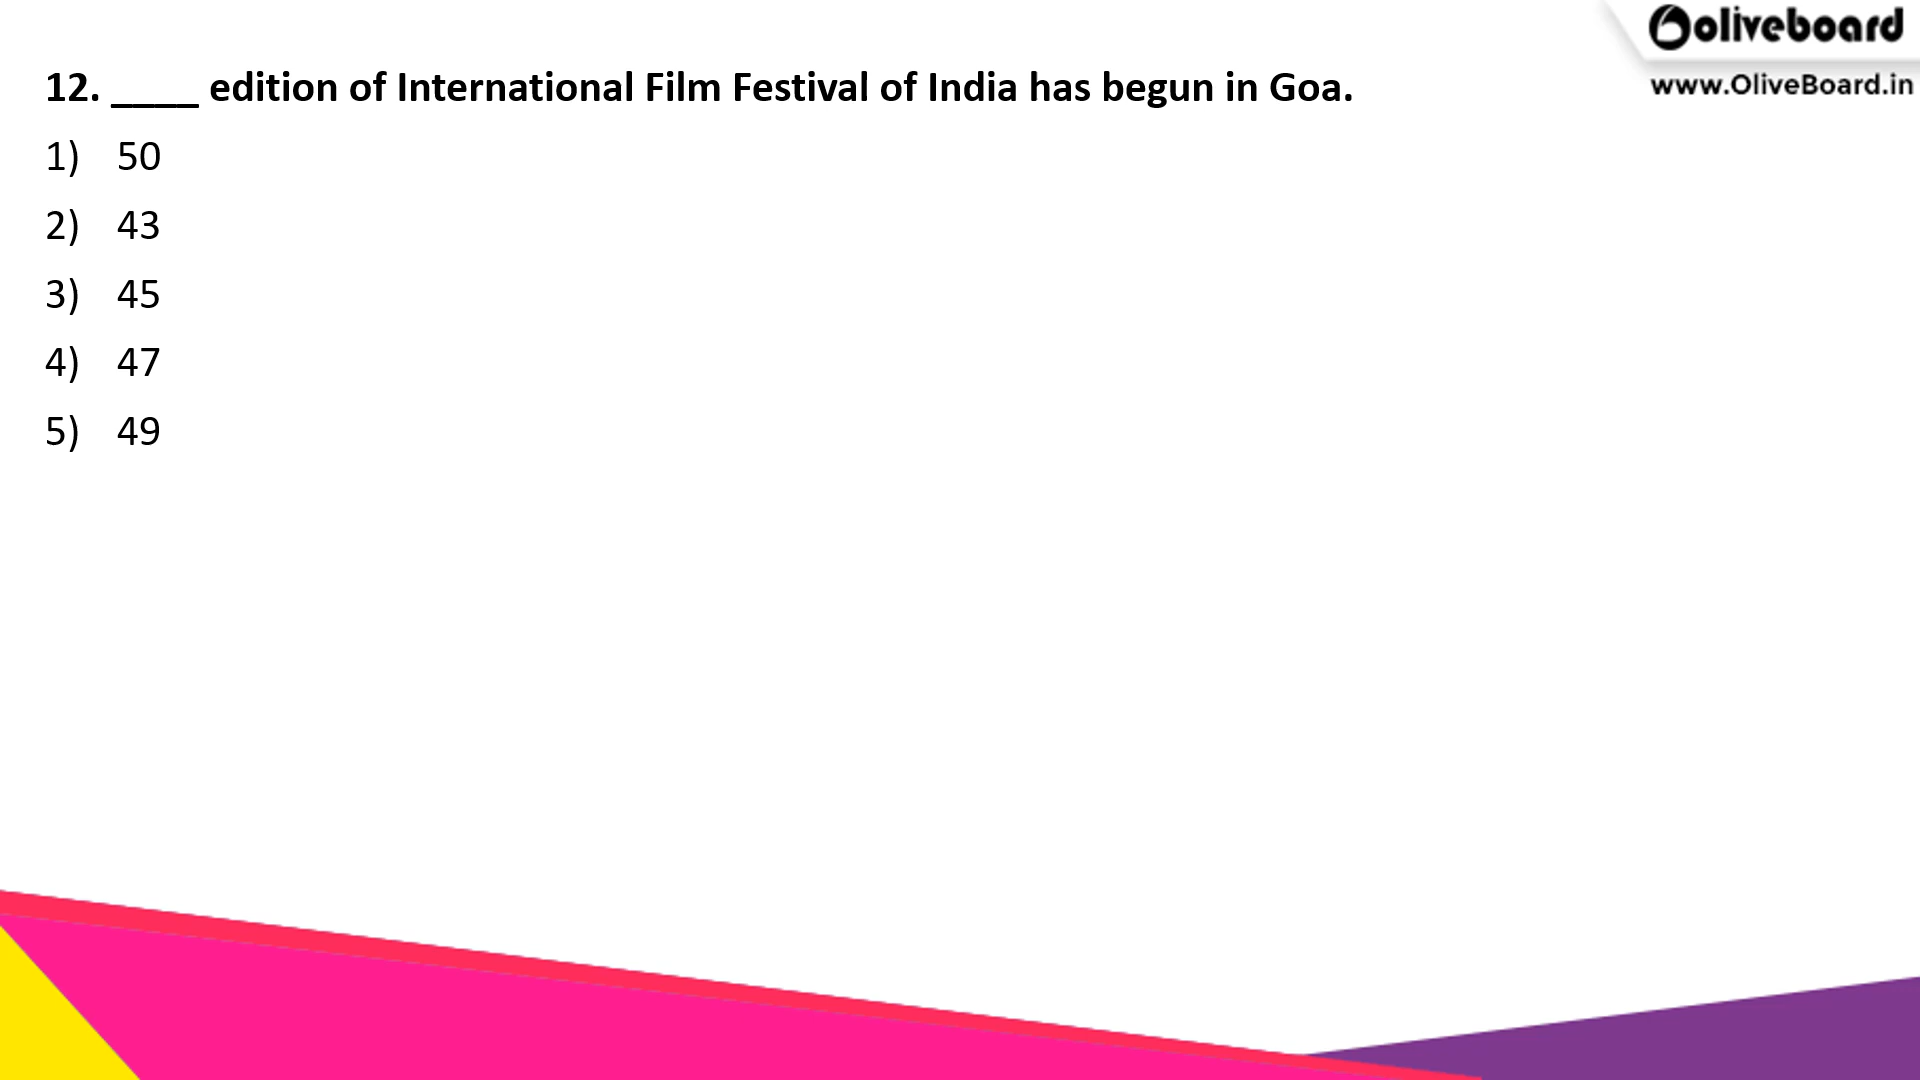 oliveboard
www.OliveBoard.in
12. ____ edition of International Film Festival of India has begun in Goa.
1) 50
2) 43
3) 45
4) 47
5) 49